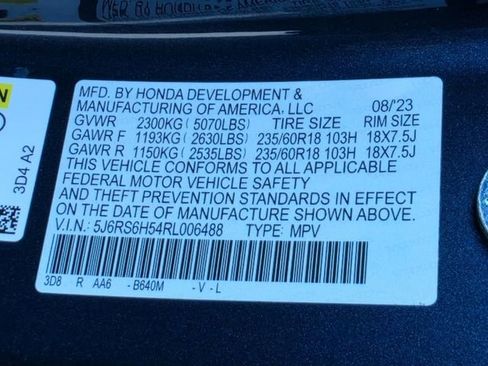 MFD. BY HONDA DEVELOPMENT &
MANUFACTURING OF AMERICA, LLC 08/23
GVWR 2300KG (5070LBS) TIRE SIZE RIM SIZE
GAWR F 1193KG (2630LBS) 235/60R18 103H 18X7.5J
GAWR R 1150KG (2535LBS) 235/60R18 103H 18X7.5J
THIS VEHICLE CONFORMS TO ALL APPLICABLE
FEDERAL MOTOR VEHICLE SAFETY
AND THEFT PREVENTION STANDARDS IN EFFECT
ON THE DATE OF MANUFACTURE SHOWN ABOVE.
V.I.N.: 5J6RS6H54RL006488 TYPE: MPV
3D8 R AA6 -B640M -V-L
3D4 A2